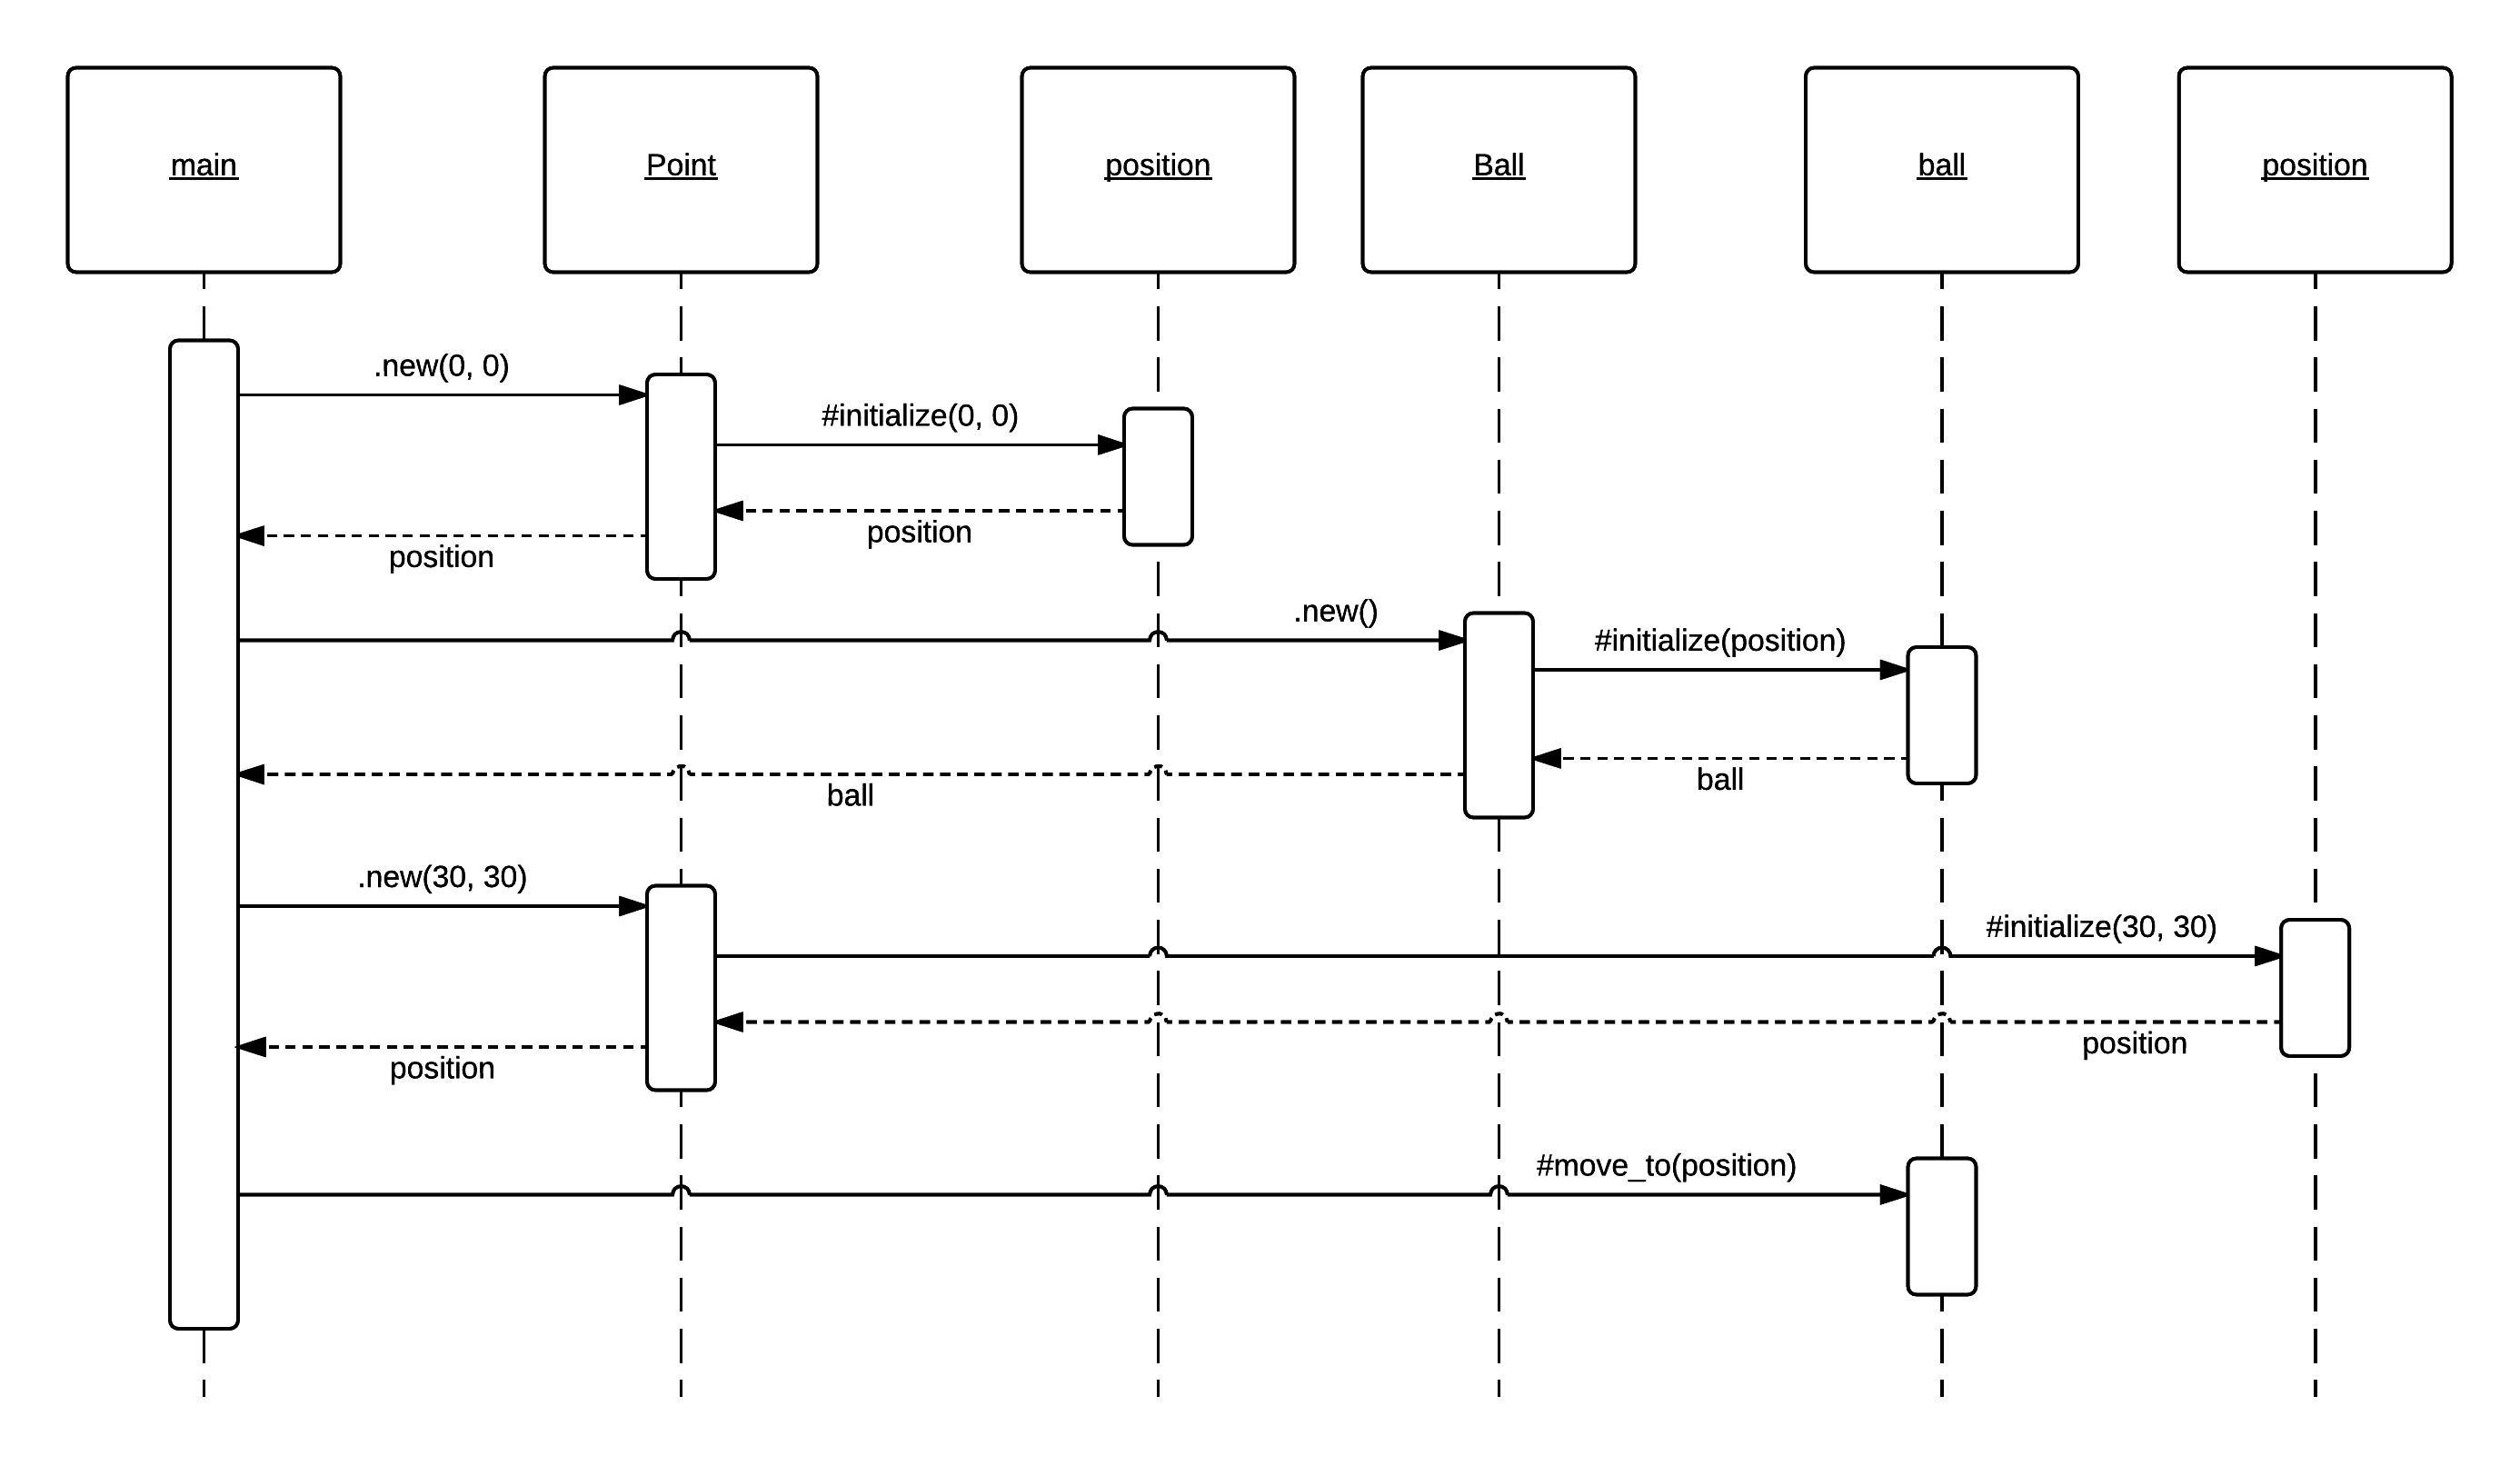 main
Point
position
Ball
ball
position
.new(0, 0)
#initialize(0, 0)
position
position
.new()
#initialize(position)
ball
ball
.new(30, 30)
#initialize(30, 30)
position
position
#move_to(position)